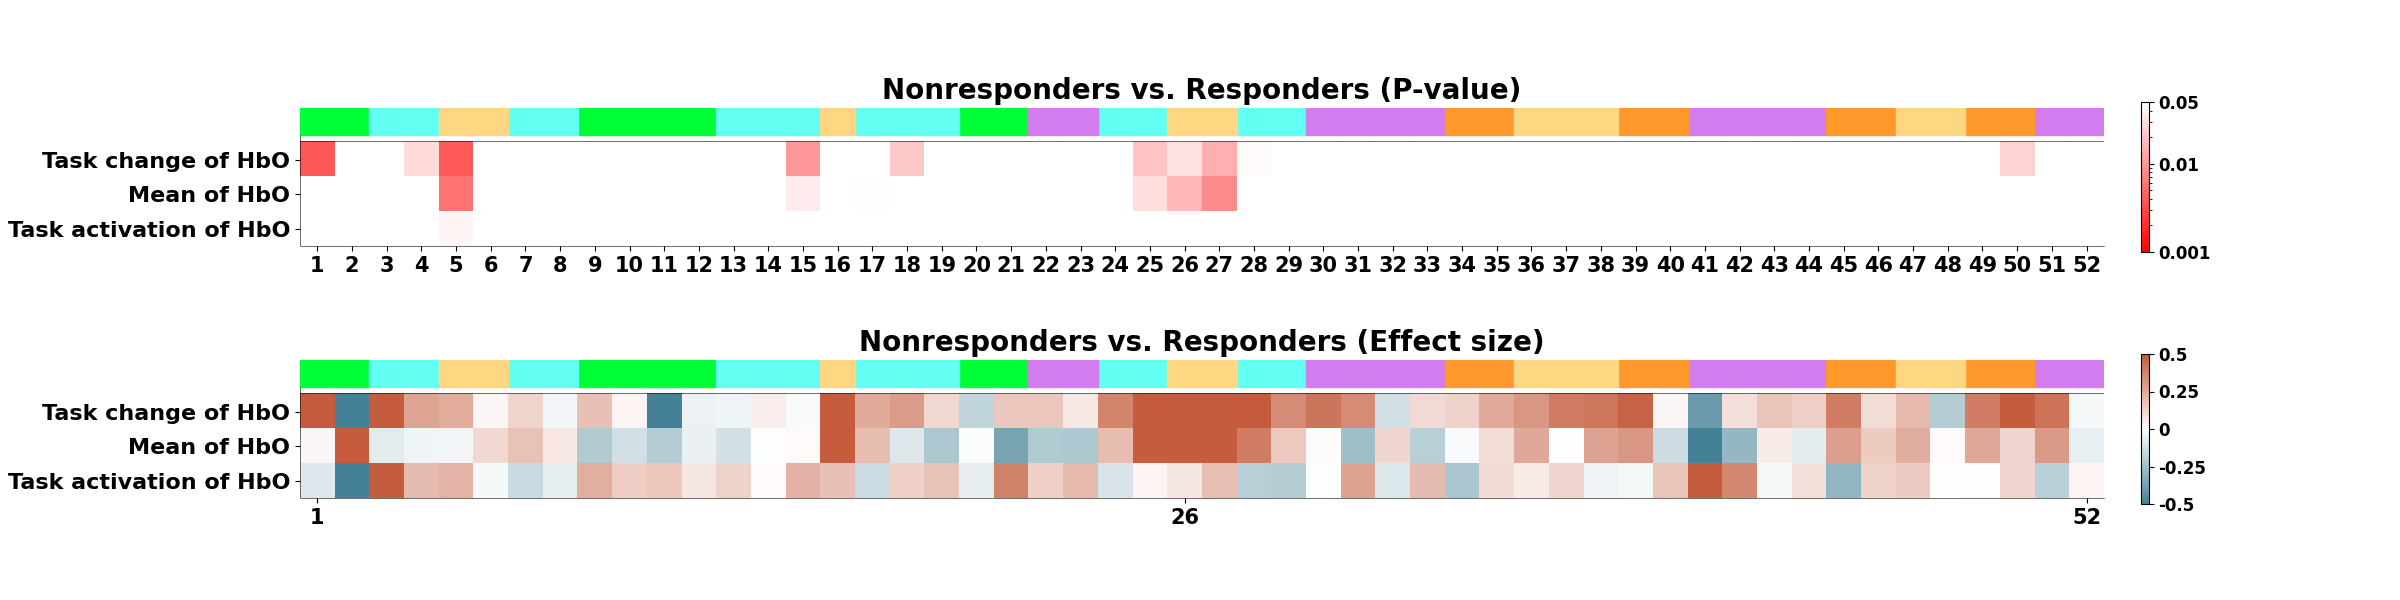 Nonresponders vs. Responders (P-value)
0.05
Task change of HbO
0.01
Mean of HbO
Task activation of HbO
0.001
1 2 3 4 5 6 7 8 9 10 11 12 13 14 15 16 17 18 19 20 21 22 23 24 25 26 27 28 29 30 31 32 33 34 35 36 37 38 39 40 41 42 43 44 45 46 47 48 49 50 51 52
Nonresponders vs. Responders (Effect size)
0.5
0.25
Task change of HbO
0
Mean of HbO
-0.25
Task activation of HbO
-0.5
1 26 52